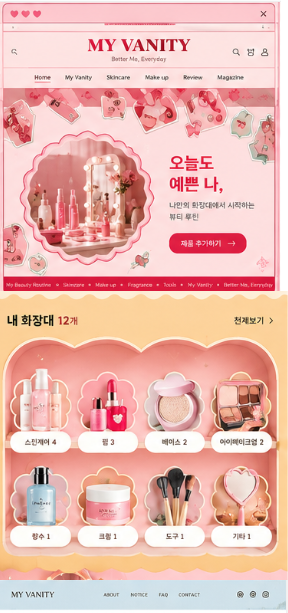 MY VANITY
Better Me, Everyday
Home My Vanity Skincare Make up Review Magazine
오늘도
예쁜 나,
나만의 화장대에서 시작하는
뷰티 루틴
제품 추가하기 →
My Beauty Routine Skincare Make-up Fragrance Tools My Vanity Better Me, Everyday
내 화장대 12개
전체보기 >
스킨케어 4
립 3
베이스 2
아이메이크업 2
향수 1
크림 1
도구 1
기타 1
MY VANITY ABOUT NOTICE FAQ CONTACT